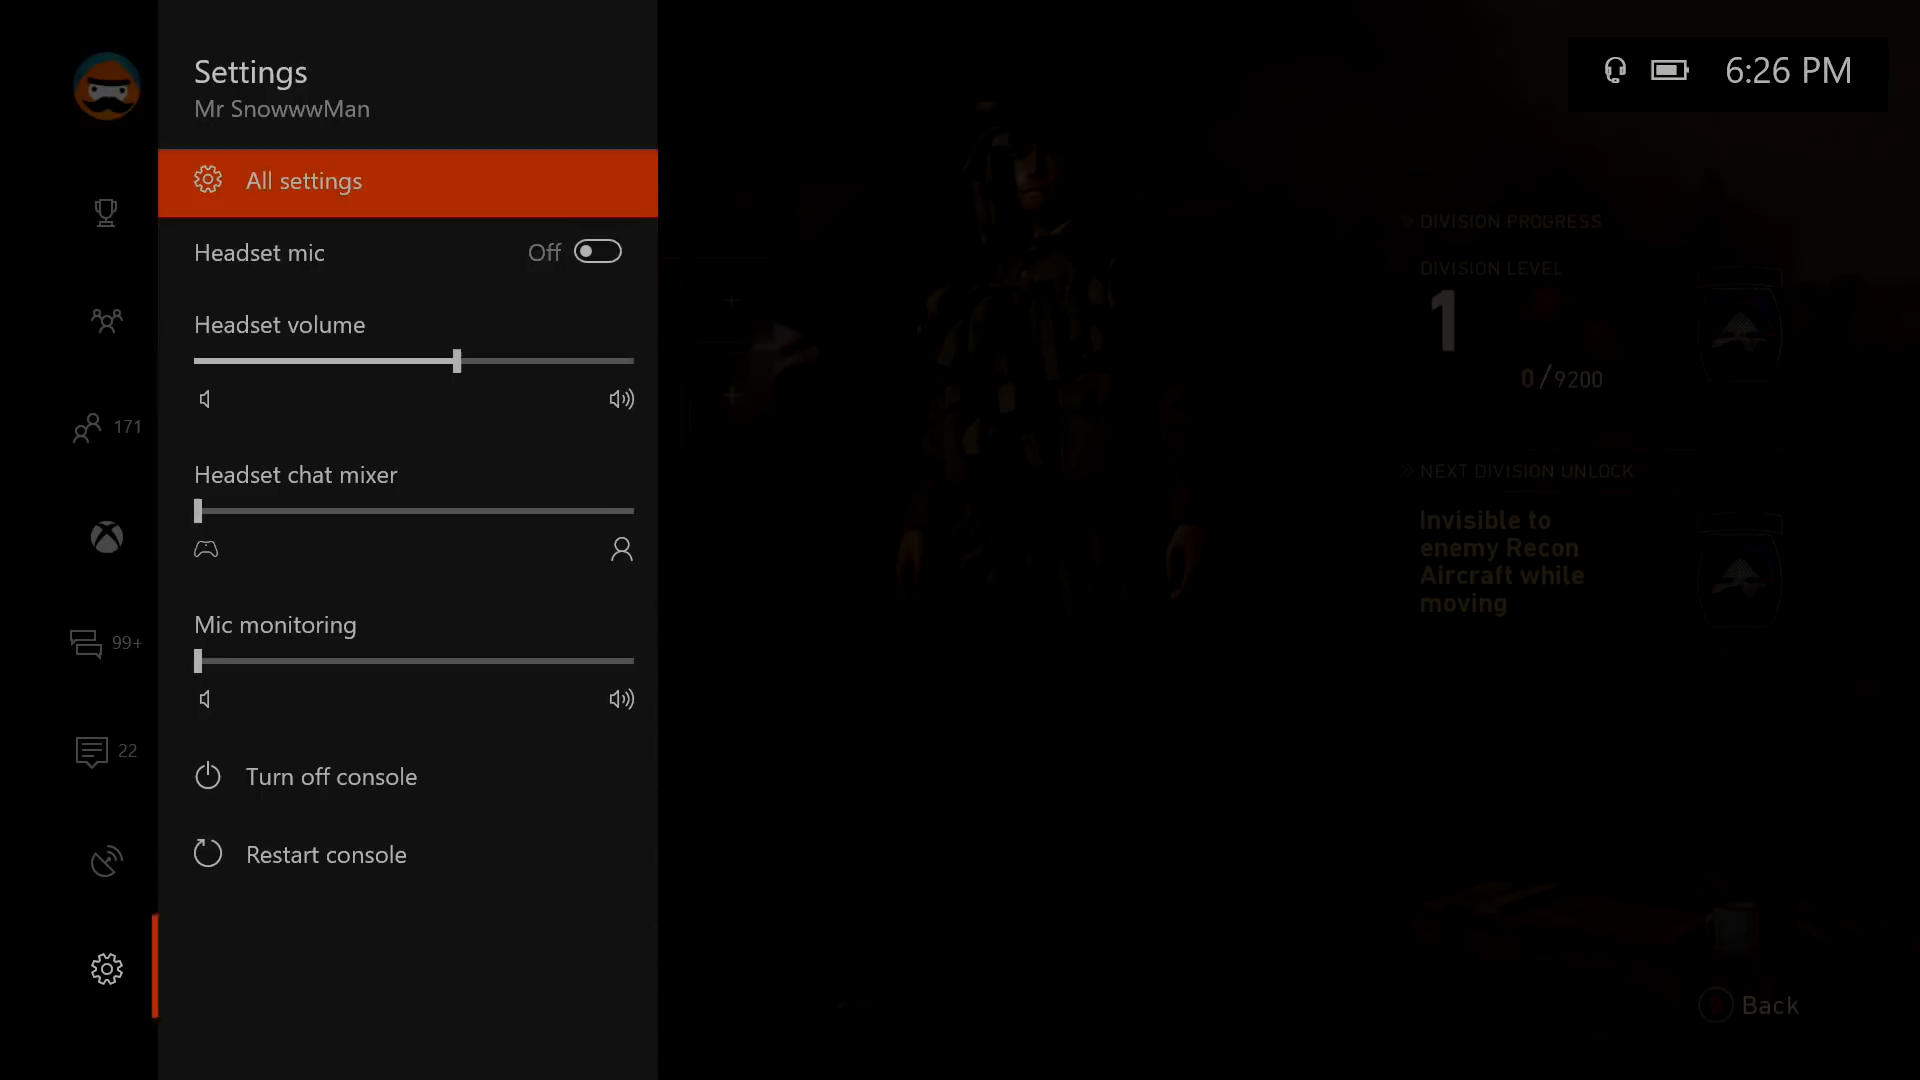 Settings
Mr SnowwwMan
All settings
Headset mic
Off
Headset volume
Headset chat mixer
Mic monitoring
Turn off console
Restart console
171
99+
22
6:26 PM
DIVISION PROGRESS
DIVISION LEVEL
1
0/9200
NEXT DIVISION UNLOCK
Invisible to
enemy Recon
Aircraft while
moving
B Back